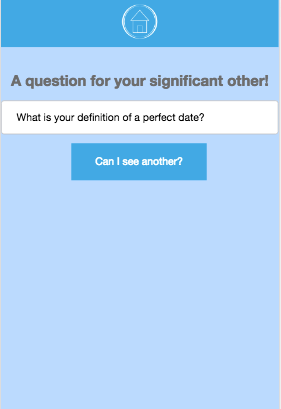 A question for your significant other!
What is your definition of a perfect date?
Can I see another?